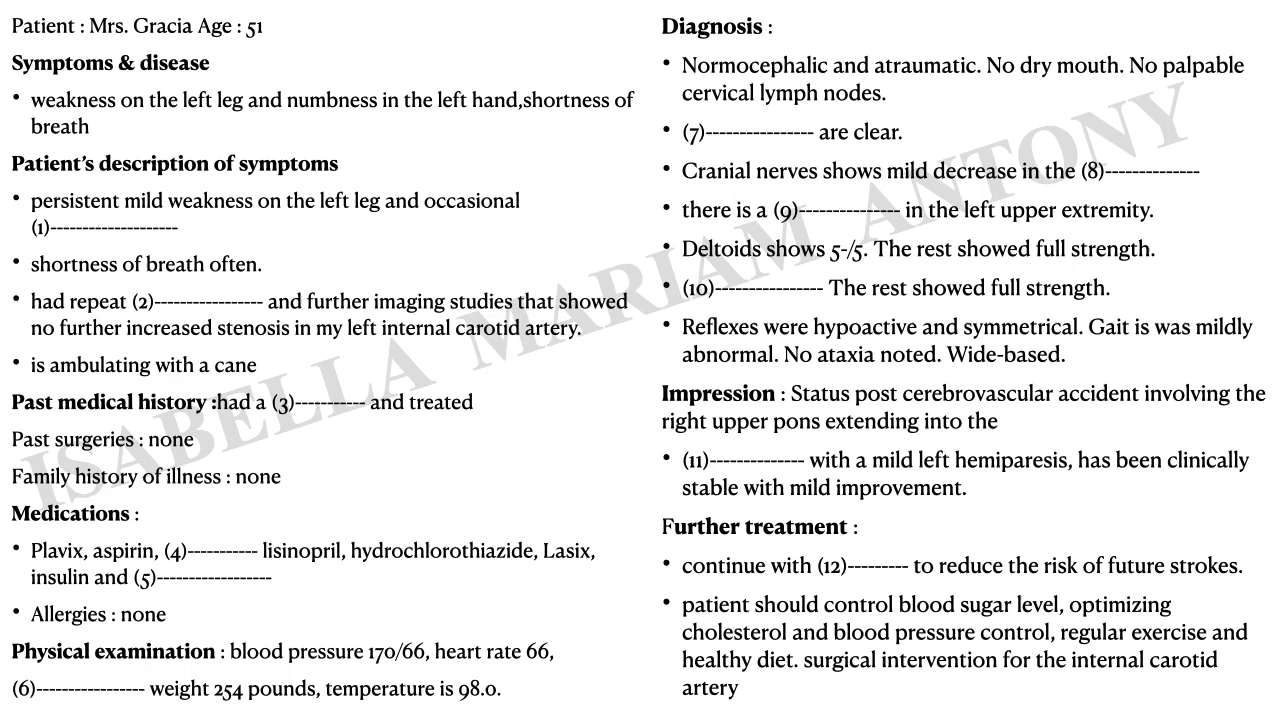 Patient : Mrs. Gracia Age : 51
Symptoms & disease
• weakness on the left leg and numbness in the left hand,shortness of
breath
Patient's description of symptoms
• persistent mild weakness on the left leg and occasional
(1)--------------------
• shortness of breath often.
• had repeat (2)----------------- and further imaging studies that showed
no further increased stenosis in my left internal carotid artery.
• is ambulating with a cane
Past medical history :had a (3)----------- and treated
Past surgeries : none
Family history of illness : none
Medications :
• Plavix, aspirin, (4)----------- lisinopril, hydrochlorothiazide, Lasix,
insulin and (5)------------------
• Allergies : none
Physical examination : blood pressure 170/66, heart rate 66,
(6)----------------- weight 254 pounds, temperature is 98.0.
Diagnosis :
• Normocephalic and atraumatic. No dry mouth. No palpable
cervical lymph nodes.
• (7)----------------- are clear.
• Cranial nerves shows mild decrease in the (8)---------------
• there is a (9)---------------- in the left upper extremity.
• Deltoids shows 5-/5. The rest showed full strength.
• (10)----------------- The rest showed full strength.
• Reflexes were hypoactive and symmetrical. Gait is was mildly
abnormal. No ataxia noted. Wide-based.
Impression : Status post cerebrovascular accident involving the
right upper pons extending into the
• (11)--------------- with a mild left hemiparesis, has been clinically
stable with mild improvement.
Further treatment :
• continue with (12)--------- to reduce the risk of future strokes.
• patient should control blood sugar level, optimizing
cholesterol and blood pressure control, regular exercise and
healthy diet. surgical intervention for the internal carotid
artery
ISABELLA MARIAM ANTONY